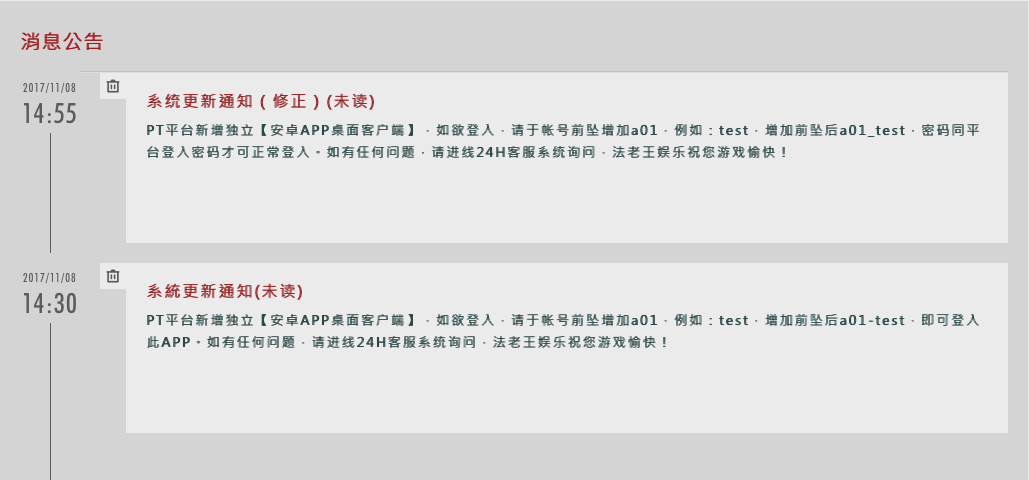 消息公告
2017/11/08
14:55
系统更新通知 ( 修正 ) (未读)
PT平台新增独立【安卓APP桌面客户端】，如欲登入，请于帐号前坠增加a01，例如：test，增加前坠后a01_test，密码同平
台登入密码才可正常登入。如有任何问题，请进线24H客服系统询问，法老王娱乐祝您游戏愉快！
2017/11/08
14:30
系統更新通知(未读)
PT平台新增独立【安卓APP桌面客户端】，如欲登入，请于帐号前坠增加a01，例如：test，增加前坠后a01-test，即可登入
此APP。如有任何问题，请进线24H客服系统询问，法老王娱乐祝您游戏愉快！